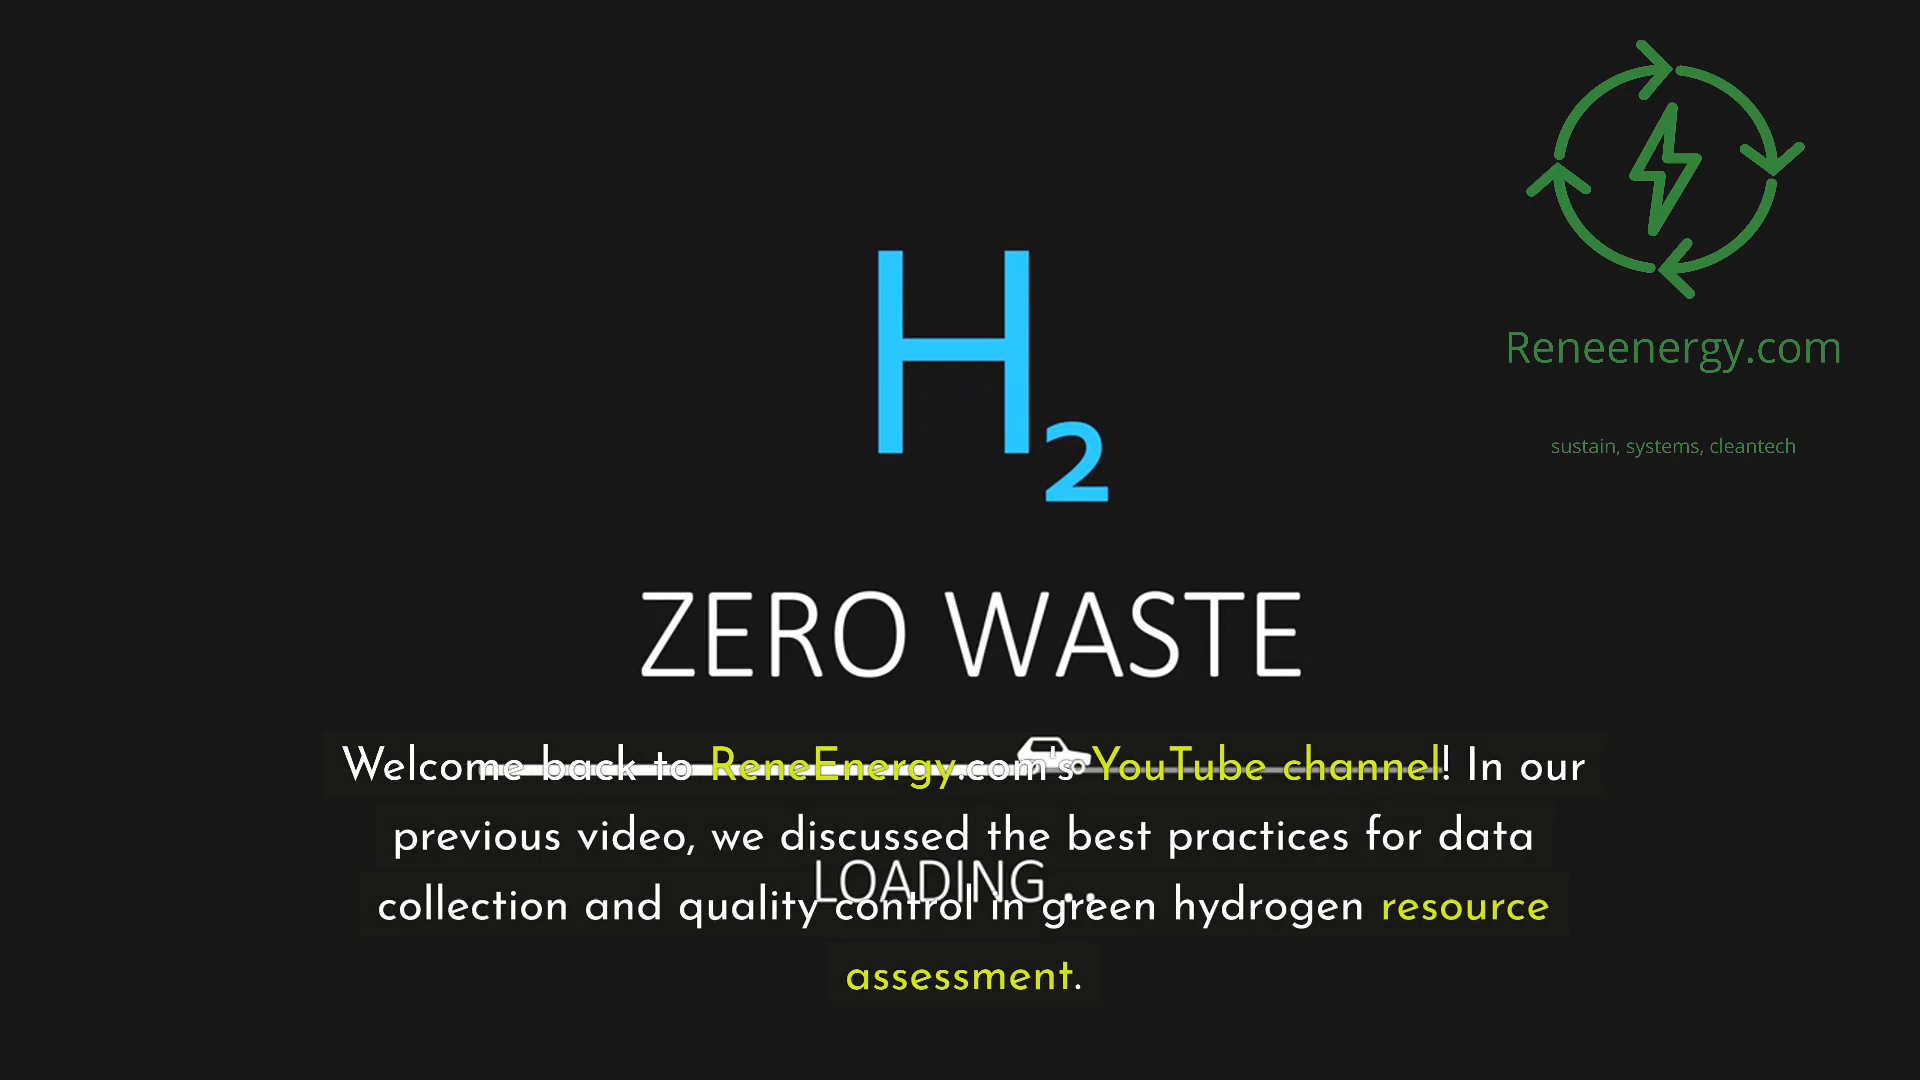 Reneenergy.com
sustain, systems, cleantech
H₂
ZERO WASTE
Welcome back to ReneEnergy.com's YouTube channel! In our
previous video, we discussed the best practices for data
LOADING ..
collection and quality control in green hydrogen resource
assessment.